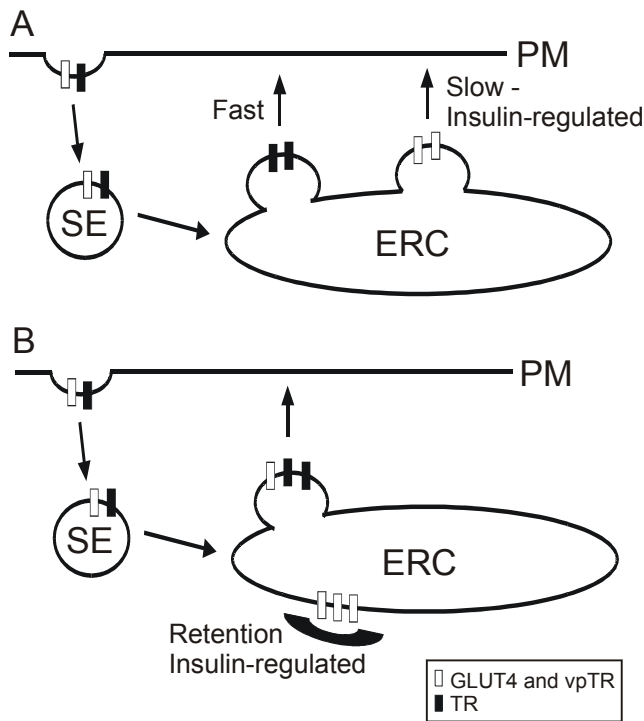 A
PM
Fast
Slow -
Insulin-regulated
SE
ERC
B
PM
SE
ERC
Retention
Insulin-regulated
GLUT4 and vpTR
TR